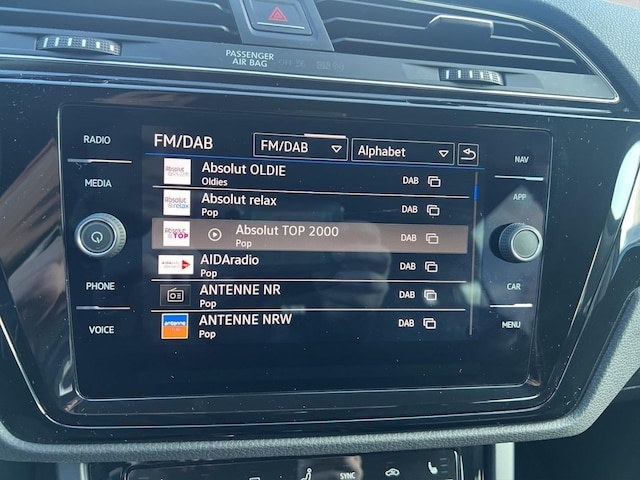 PASSENGER
AIR BAG
RADIO
MEDIA
PHONE
VOICE
FM/DAB
FM/DAB
Alphabet
Absolut OLDIE
Oldies
DAB
Absolut relax
Pop
DAB
Absolut TOP 2000
Pop
DAB
AIDAradio
Pop
DAB
ANTENNE NR
Pop
DAB
antenne
ANTENNE NRW
Pop
DAB
NAV
APP
CAR
MENU
SYNC